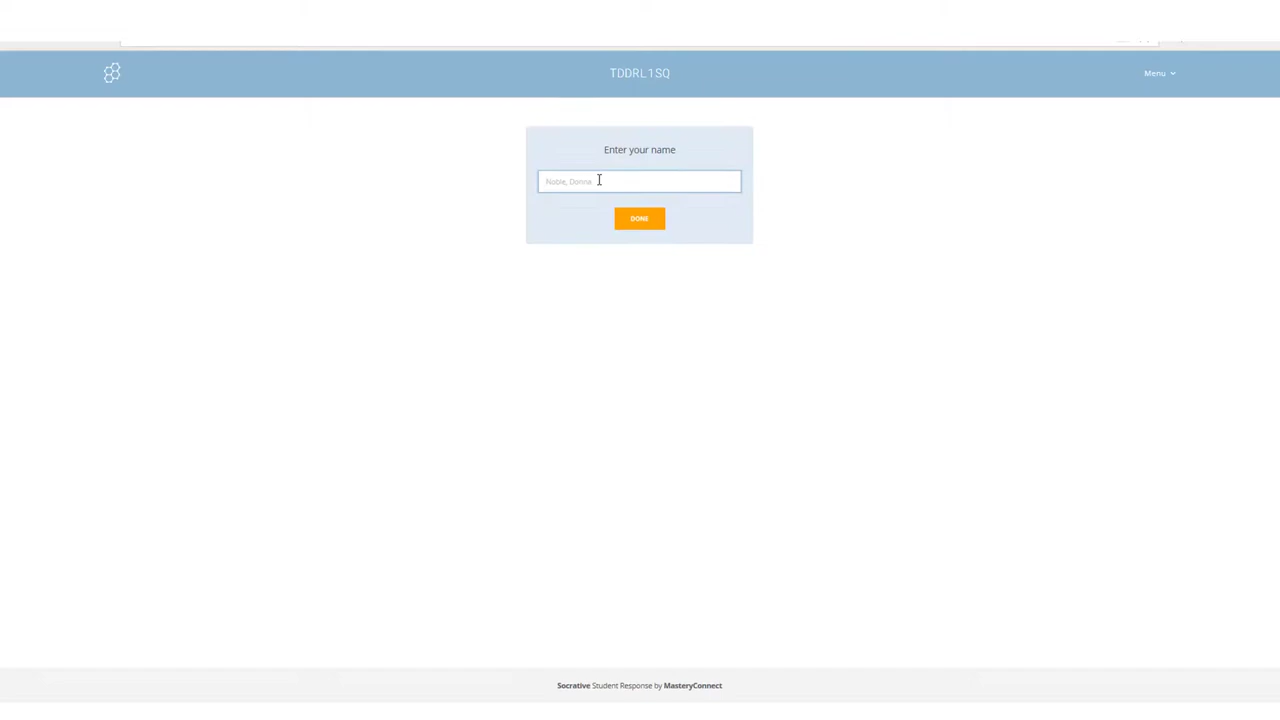 TDDRL1SQ
Menu
Enter your name
Noble, Donna
DONE
Socrative Student Response by MasteryConnect